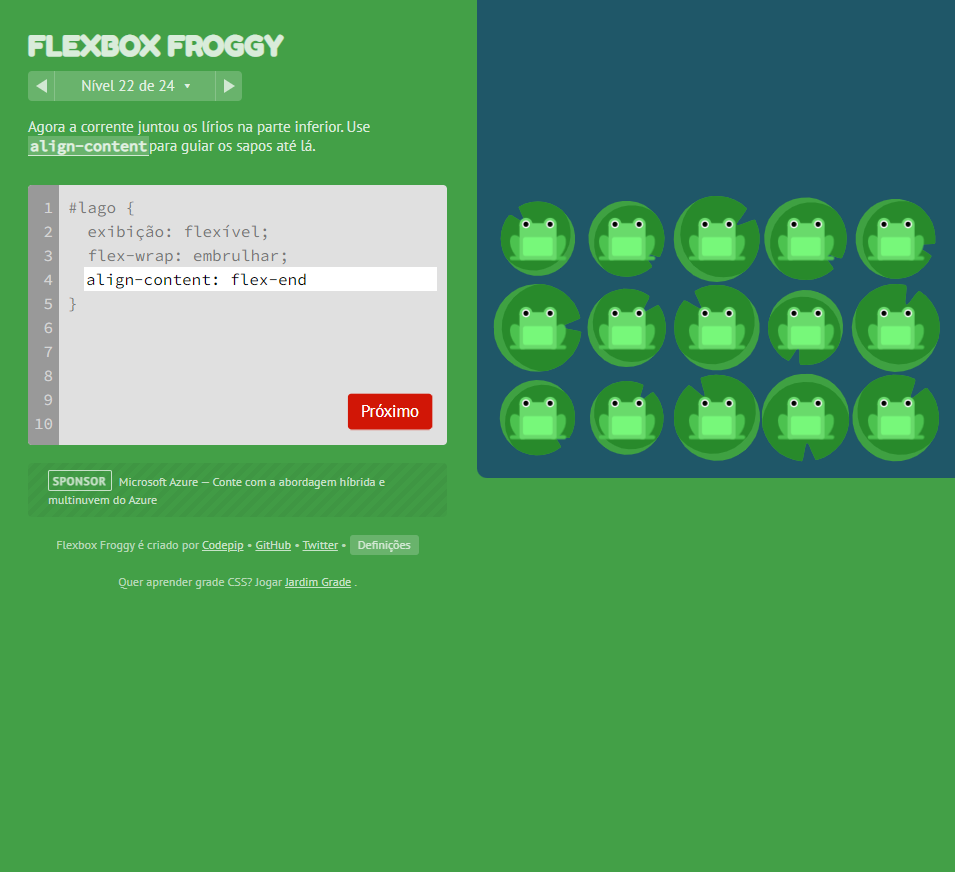 FLEXBOX FROGGY
Nível 22 de 24
Agora a corrente juntou os lírios na parte inferior. Use
align-content para guiar os sapos até lá.
1 #lago {
2 exibição: flexível;
3 flex-wrap: embrulhar;
4 align-content: flex-end
5 }
6
7
8
9
10
Próximo
SPONSOR Microsoft Azure — Conte com a abordagem híbrida e
multinuvem do Azure
Flexbox Froggy é criado por Codepip • GitHub • Twitter • Definições
Quer aprender grade CSS? Jogar Jardim Grade .